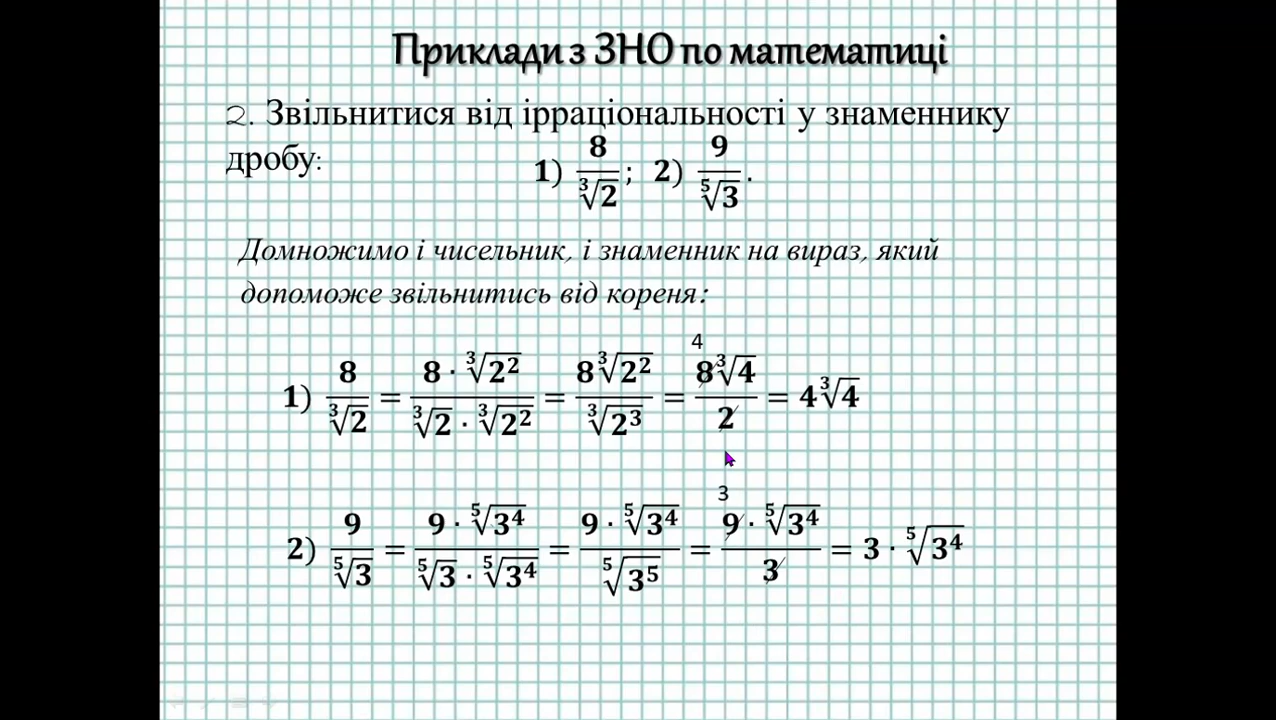 Приклади з ЗНО по математиці
2. Звільнитися від ірраціональності у знаменнику
дробу: 1) 8/∛2; 2) 9/⁵√3.
Домножимо і чисельник, і знаменник на вираз, який
допоможе звільнитись від кореня:
4
1) 8/∛2 = (8 · ∛2²)/(∛2 · ∛2²) = 8∛2²/∛2³ = 8∛4/2 = 4∛4
3
2) 9/⁵√3 = (9 · ⁵√3⁴)/(⁵√3 · ⁵√3⁴) = (9 · ⁵√3⁴)/⁵√3⁵ = (9 · ⁵√3⁴)/3 = 3 · ⁵√3⁴